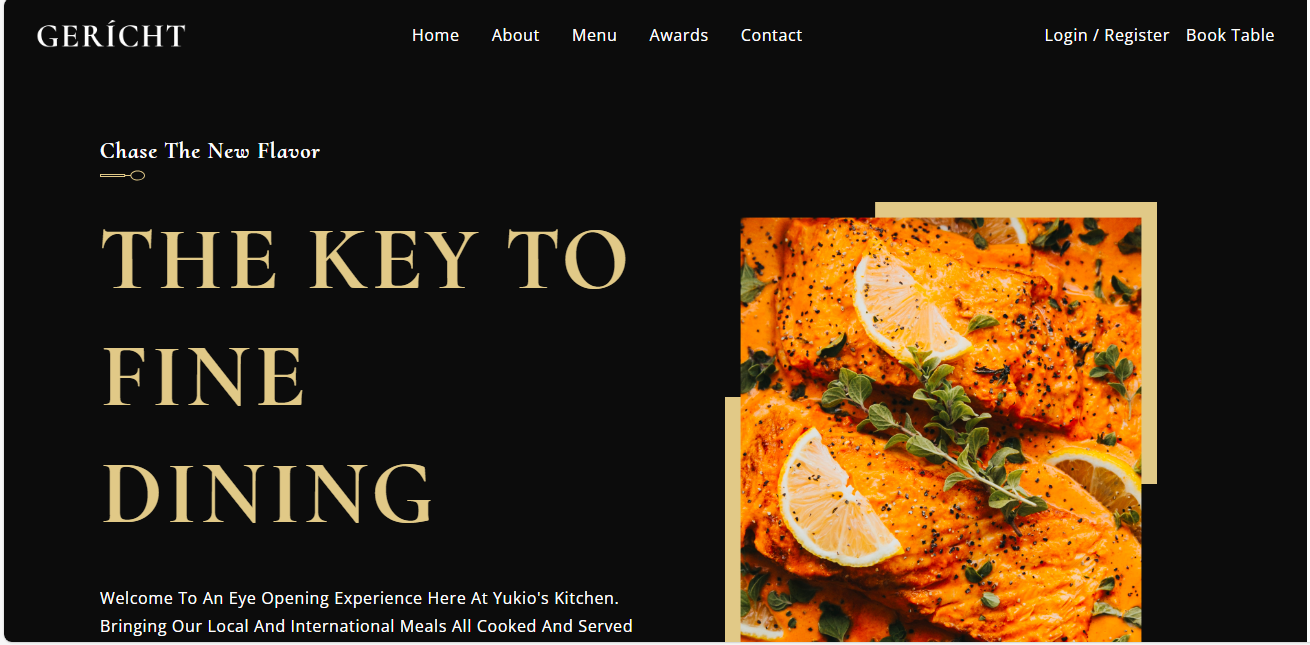 GERÍCHT
Home About Menu Awards Contact
Login / Register Book Table
Chase The New Flavor
THE KEY TO
FINE
DINING
Welcome To An Eye Opening Experience Here At Yukio's Kitchen.
Bringing Our Local And International Meals All Cooked And Served